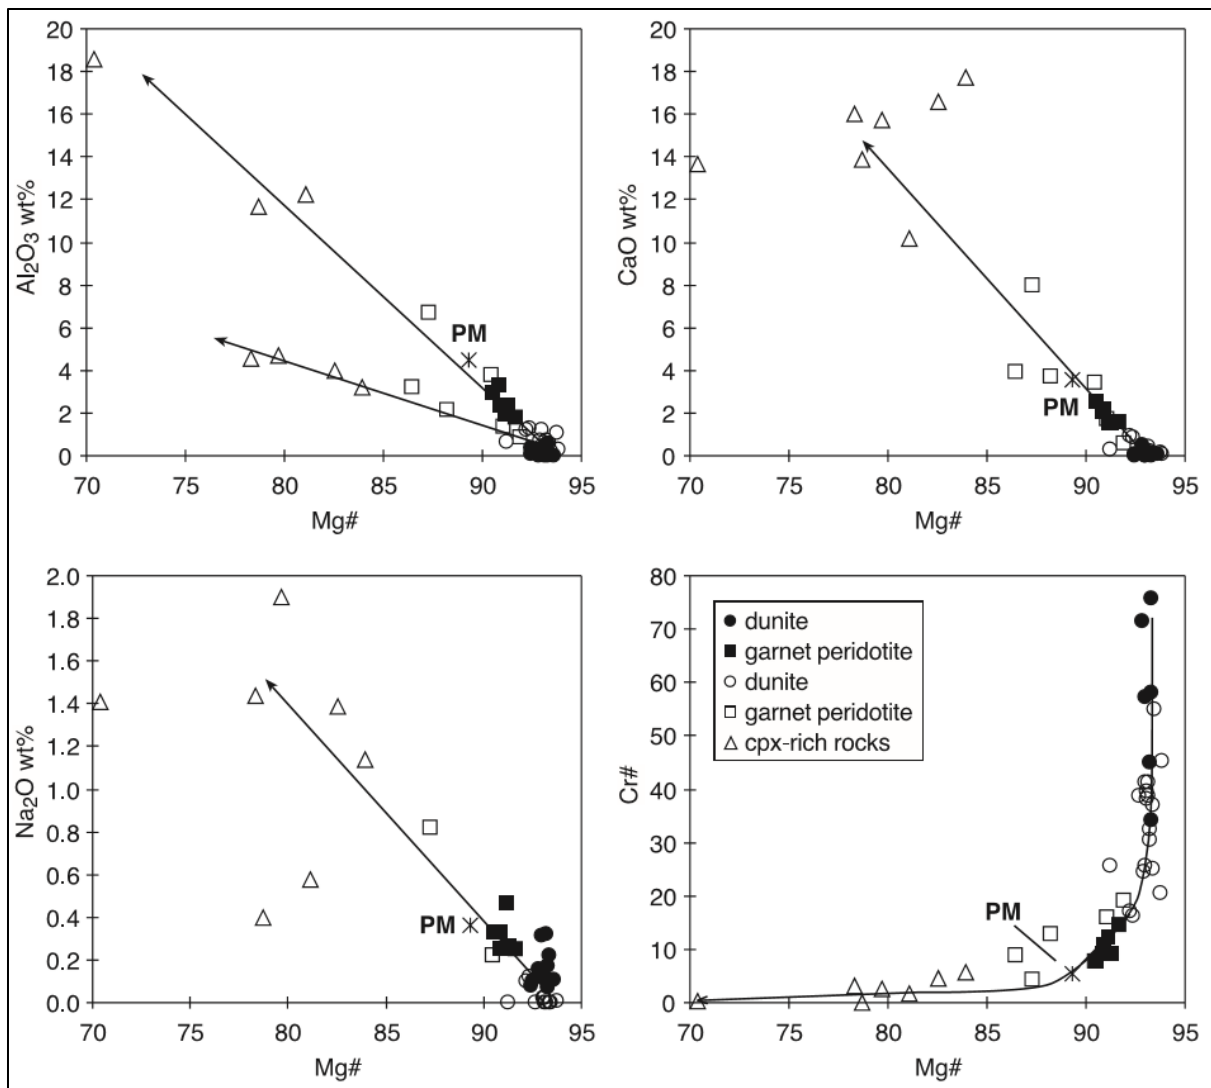 20
18
16
14
12
10
8
6
4
2
0
Al2O3 wt%
PM
70 75 80 85 90 95
Mg#
20
18
16
14
12
10
8
6
4
2
0
CaO wt%
PM
70 75 80 85 90 95
Mg#
2.0
1.8
1.6
1.4
1.2
1.0
0.8
0.6
0.4
0.2
0.0
Na2O wt%
PM
70 75 80 85 90 95
Mg#
80
70
60
50
40
30
20
10
0
Cr#
dunite
garnet peridotite
dunite
garnet peridotite
cpx-rich rocks
PM
70 75 80 85 90 95
Mg#